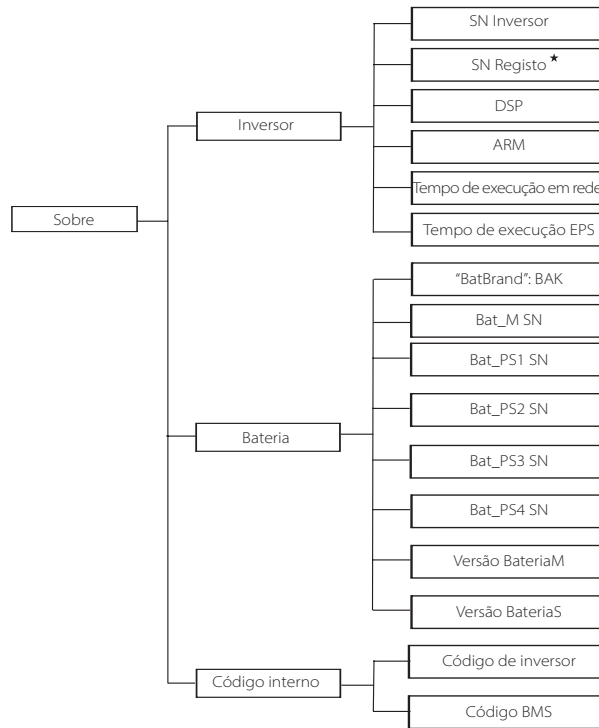 Sobre
Inversor
SN Inversor
SN Registo ★
DSP
ARM
Tempo de execução em rede
Tempo de execução EPS
Bateria
“BatBrand”: BAK
Bat_M SN
Bat_PS1 SN
Bat_PS2 SN
Bat_PS3 SN
Bat_PS4 SN
Versão BateriaM
Versão BateriaS
Código interno
Código de inversor
Código BMS